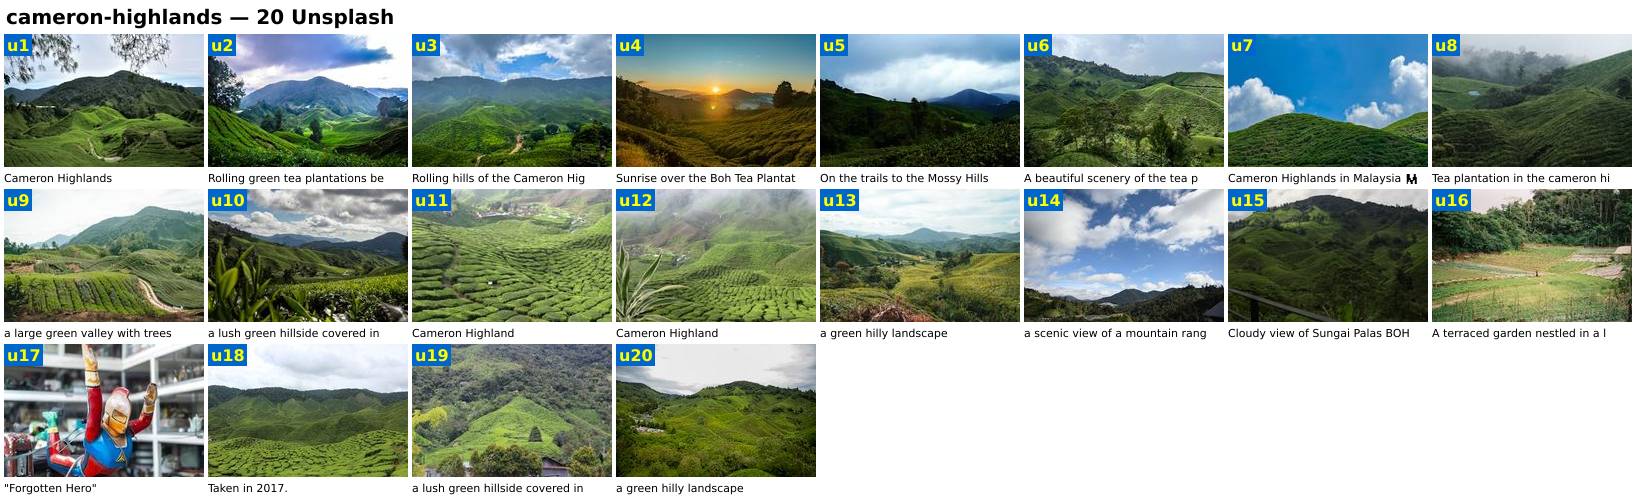 cameron-highlands — 20 Unsplash
u1 u2 u3 u4 u5 u6 u7 u8
Cameron Highlands
Rolling green tea plantations be
Rolling hills of the Cameron Hig
Sunrise over the Boh Tea Plantat
On the trails to the Mossy Hills
A beautiful scenery of the tea p
Cameron Highlands in Malaysia
Tea plantation in the cameron hi
u9 u10 u11 u12 u13 u14 u15 u16
a large green valley with trees
a lush green hillside covered in
Cameron Highland
Cameron Highland
a green hilly landscape
a scenic view of a mountain rang
Cloudy view of Sungai Palas BOH
A terraced garden nestled in a l
u17 u18 u19 u20
"Forgotten Hero"
Taken in 2017.
a lush green hillside covered in
a green hilly landscape